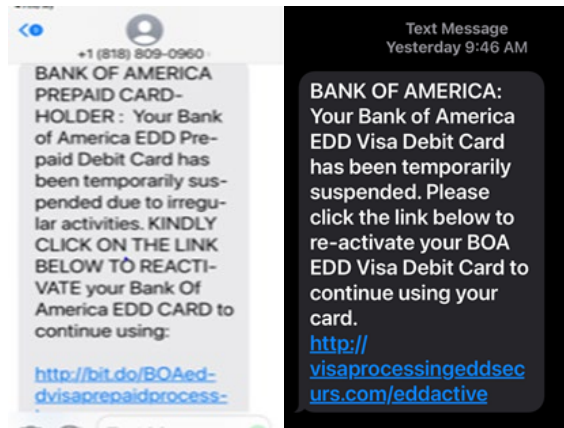 +1 (818) 809-0960
BANK OF AMERICA
PREPAID CARD-
HOLDER : Your Bank
of America EDD Pre-
paid Debit Card has
been temporarily sus-
pended due to irregu-
lar activities. KINDLY
CLICK ON THE LINK
BELOW TO REACTI-
VATE your Bank Of
America EDD CARD to
continue using:
http://bit.do/BOAed-
dvisaprepaidprocess-
Text Message
Yesterday 9:46 AM
BANK OF AMERICA:
Your Bank of America
EDD Visa Debit Card
has been temporarily
suspended. Please
click the link below to
re-activate your BOA
EDD Visa Debit Card to
continue using your
card.
http://
visaprocessingeddsec
urs.com/eddactive